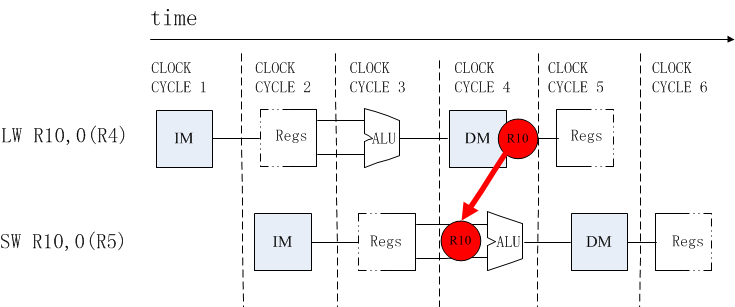 time
CLOCK CYCLE 1
CLOCK CYCLE 2
CLOCK CYCLE 3
CLOCK CYCLE 4
CLOCK CYCLE 5
CLOCK CYCLE 6
LW R10,0(R4)
IM
Regs
ALU
DM
R10
Regs
SW R10,0(R5)
IM
Regs
R10
ALU
DM
Regs